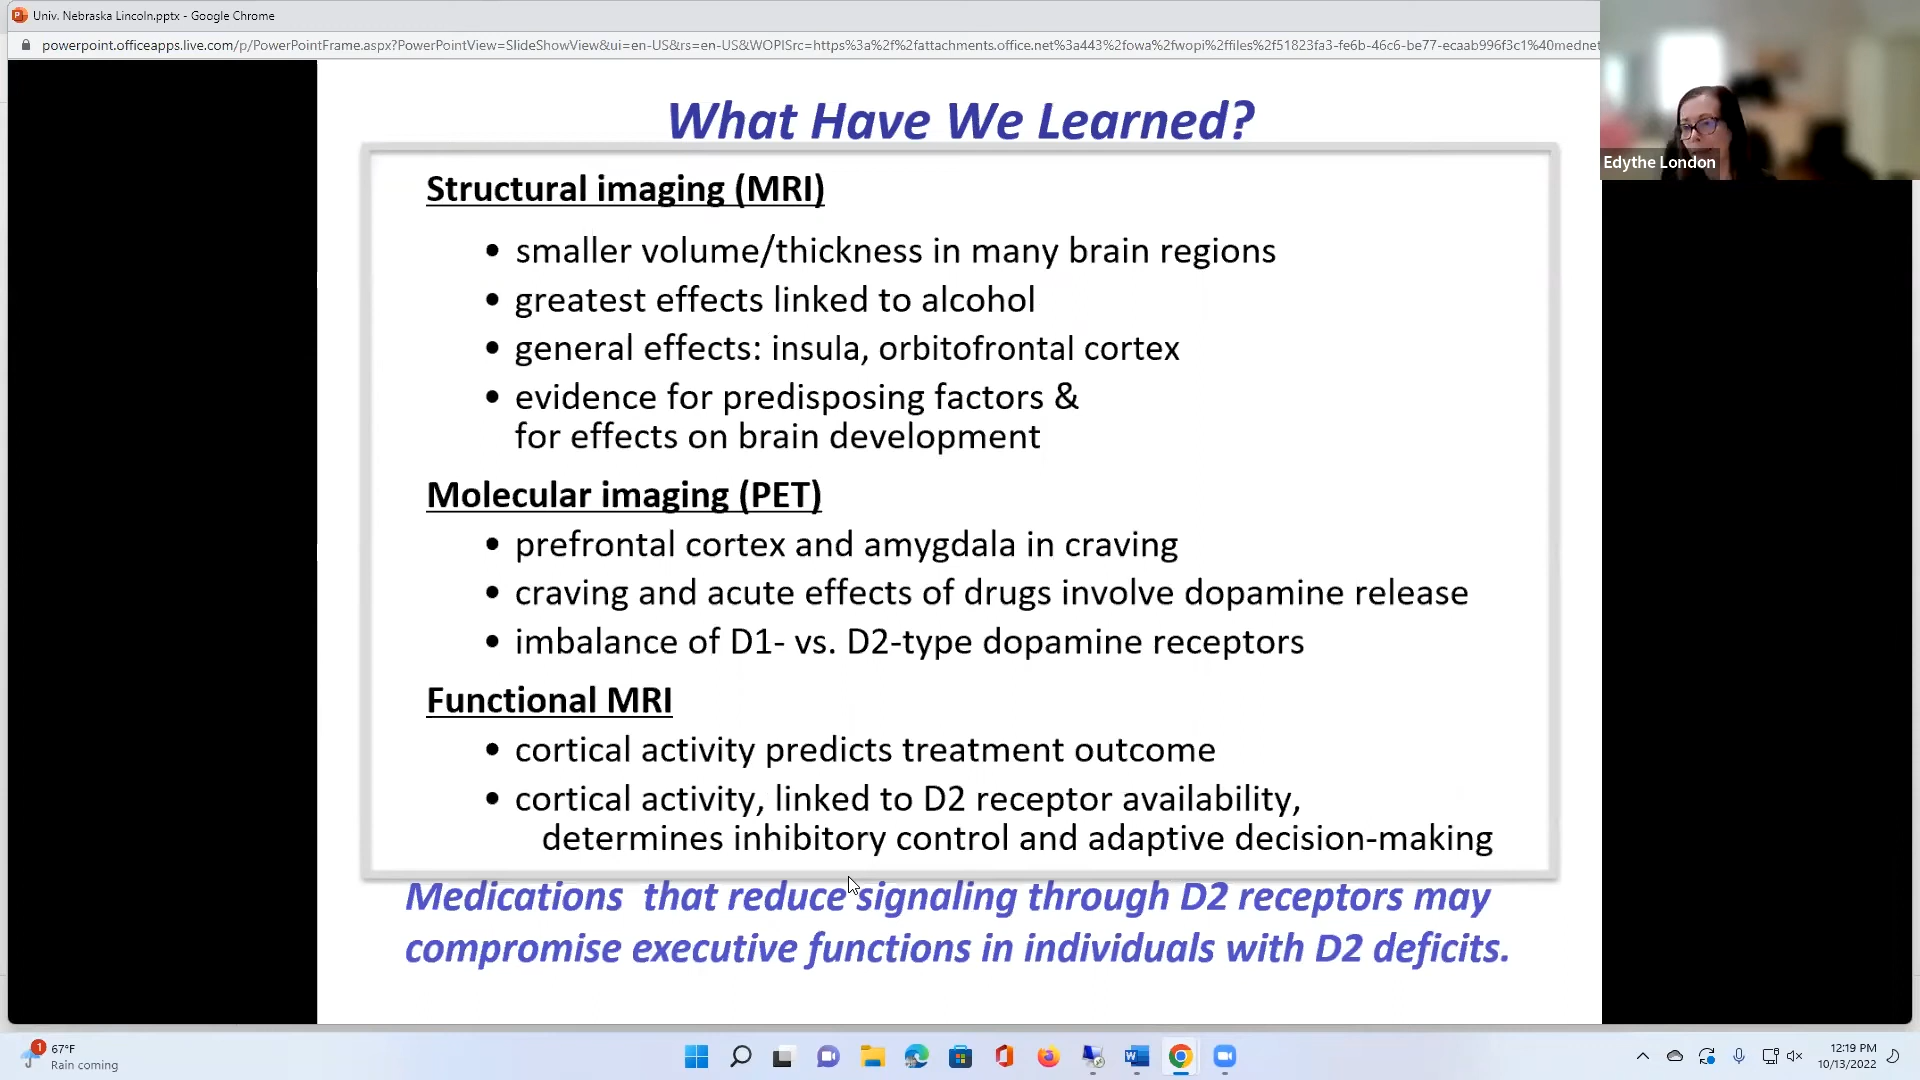 Univ. Nebraska Lincoln.pptx - Google Chrome
powerpoint.officeapps.live.com/p/PowerPointFrame.aspx?PowerPointView=SlideShowView&ui=en-US&rs=en-US&WOPISrc=https%3a%2f%2fattachments.office.net%3a443%2fowa%2fwopi%2ffiles%2f51823fa3-fe6b-46c6-be77-ecaab996f3c1%40mednet
Edythe London
What Have We Learned?
Structural imaging (MRI)
• smaller volume/thickness in many brain regions
• greatest effects linked to alcohol
• general effects: insula, orbitofrontal cortex
• evidence for predisposing factors &
for effects on brain development
Molecular imaging (PET)
• prefrontal cortex and amygdala in craving
• craving and acute effects of drugs involve dopamine release
• imbalance of D1- vs. D2-type dopamine receptors
Functional MRI
• cortical activity predicts treatment outcome
• cortical activity, linked to D2 receptor availability,
determines inhibitory control and adaptive decision-making
Medications that reduce signaling through D2 receptors may
compromise executive functions in individuals with D2 deficits.
1
67°F
Rain coming
12:19 PM
10/13/2022